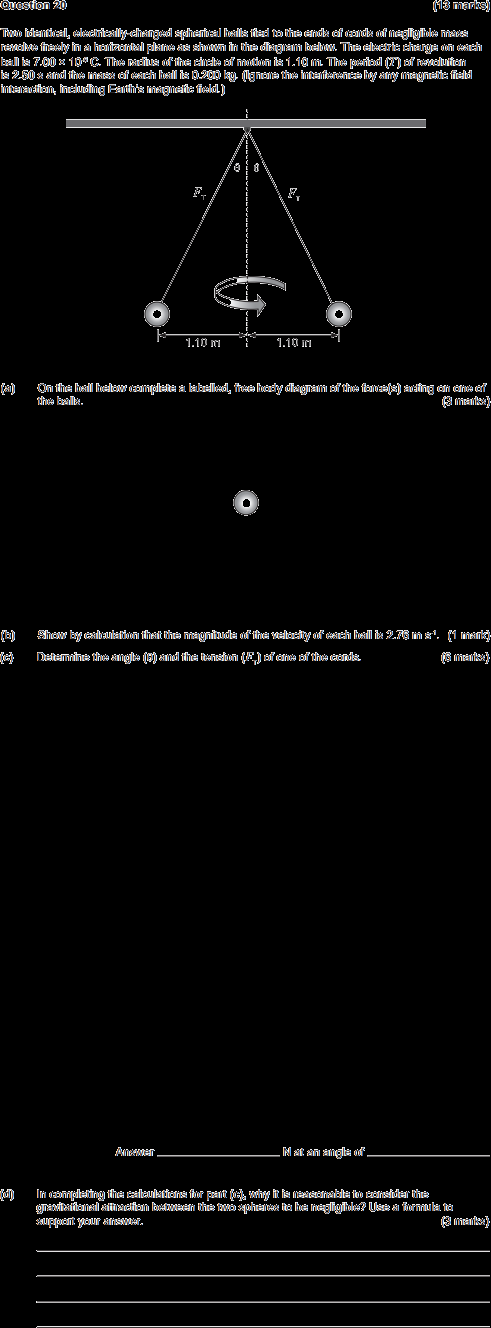 Question 20 (13 marks)
Two identical, electrically-charged spherical balls tied to the ends of cords of negligible mass
revolve freely in a horizontal plane as shown in the diagram below. The electric charge on each
ball is 7.00 × 10 C. The radius of the circle of motion is 1.10 m. The period (T) of revolution
is 2.50 s and the mass of each ball is 0.200 kg. (Ignore the interference by any magnetic field
interaction, including Earth's magnetic field.)
θ θ
F_T F_T
1.10 m 1.10 m
(a) On the ball below complete a labelled, free body diagram of the force(s) acting on one of
the balls. (3 marks)
(b) Show by calculation that the magnitude of the velocity of each ball is 2.76 m s⁻¹. (1 mark)
(c) Determine the angle (θ) and the tension (F_T) of one of the cords. (6 marks)
Answer N at an angle of
(d) In completing the calculations for part (c), why it is reasonable to consider the
gravitational attraction between the two spheres to be negligible? Use a formula to
support your answer. (3 marks)